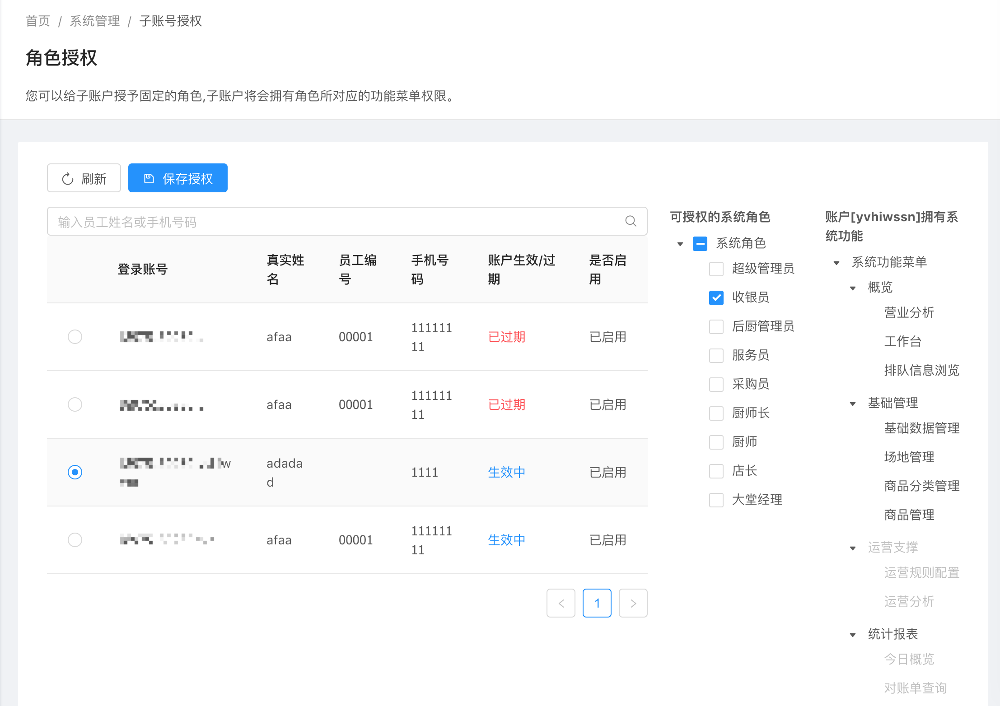 首页 / 系统管理 / 子账号授权
角色授权
您可以给子账户授予固定的角色,子账户将会拥有角色所对应的功能菜单权限。
刷新 保存授权
输入员工姓名或手机号码
登录账号 真实姓名 员工编号 手机号码 账户生效/过期 是否启用
afaa 00001 11111111 已过期 已启用
afaa 00001 11111111 已过期 已启用
w adadad 1111 生效中 已启用
afaa 00001 11111111 生效中 已启用
1
可授权的系统角色
系统角色
超级管理员
收银员
后厨管理员
服务员
采购员
厨师长
厨师
店长
大堂经理
账户[yvhiwssn]拥有系
统功能
系统功能菜单
概览
营业分析
工作台
排队信息浏览
基础管理
基础数据管理
场地管理
商品分类管理
商品管理
运营支撑
运营规则配置
运营分析
统计报表
今日概览
对账单查询